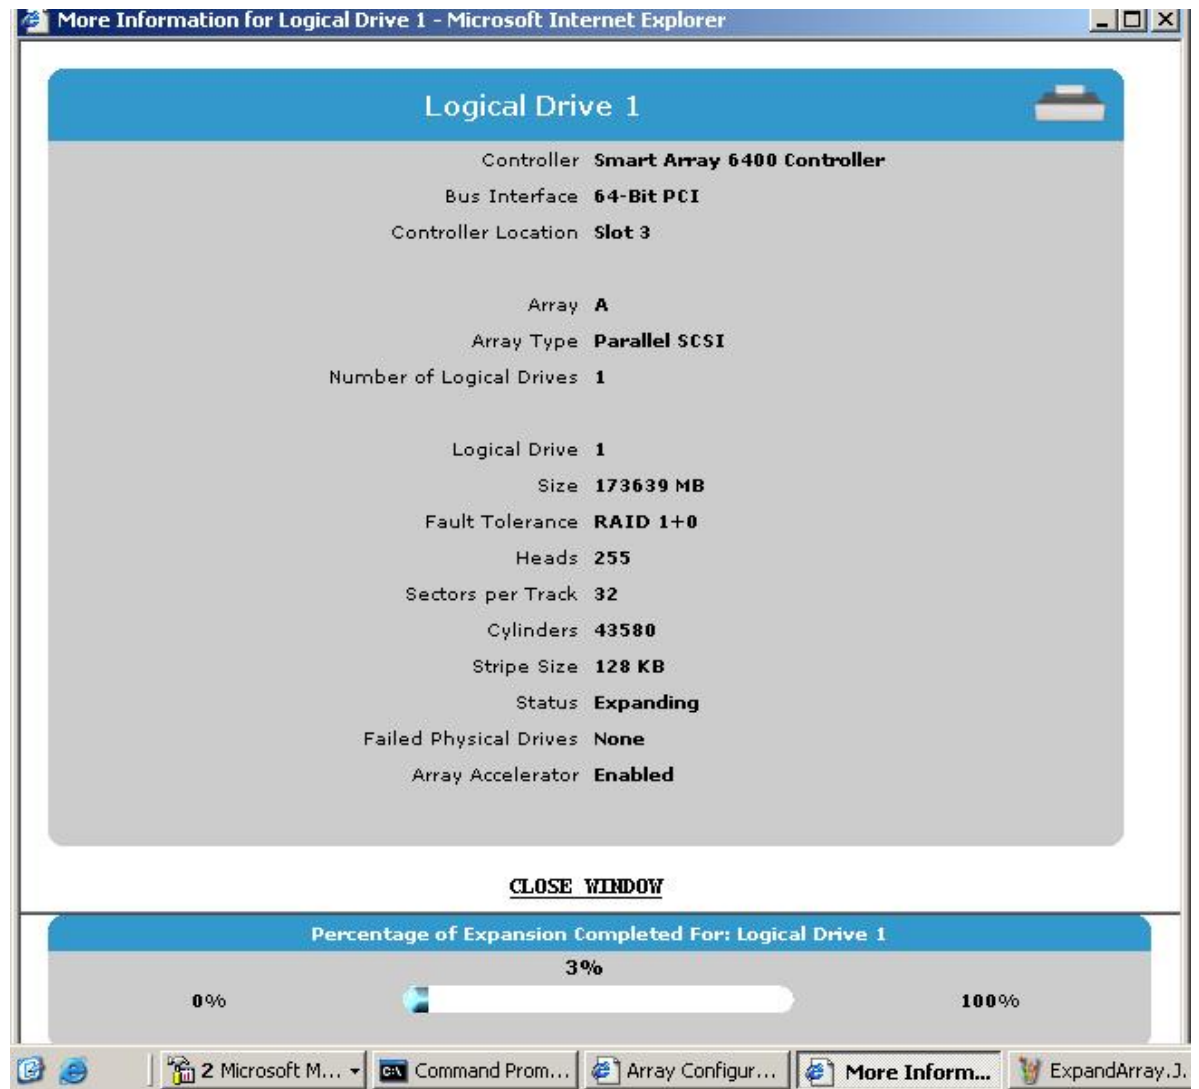 More Information for Logical Drive 1 - Microsoft Internet Explorer
Logical Drive 1
Controller Smart Array 6400 Controller
Bus Interface 64-Bit PCI
Controller Location Slot 3
Array A
Array Type Parallel SCSI
Number of Logical Drives 1
Logical Drive 1
Size 173639 MB
Fault Tolerance RAID 1+0
Heads 255
Sectors per Track 32
Cylinders 43580
Stripe Size 128 KB
Status Expanding
Failed Physical Drives None
Array Accelerator Enabled
CLOSE WINDOW
Percentage of Expansion Completed For: Logical Drive 1
3%
0% 100%
2 Microsoft M... Command Prom... Array Configur... More Inform... ExpandArray.J.